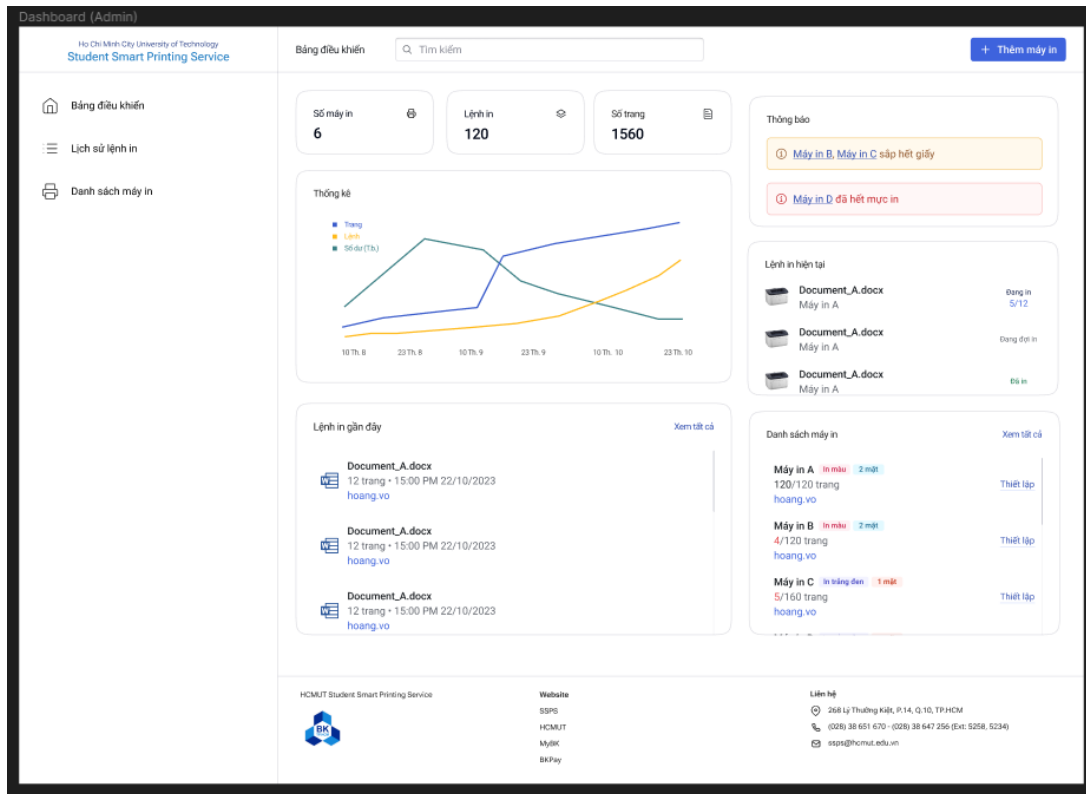 Dashboard (Admin)
Ho Chi Minh City University of Technology
Student Smart Printing Service
Bảng điều khiển
Tìm kiếm
+ Thêm máy in
Bảng điều khiển
Lịch sử lệnh in
Danh sách máy in
Số máy in
6
Lệnh in
120
Số trang
1560
Thống kê
Trang
Lệnh
Số dư (T.b.)
10 Th. 8
23 Th. 8
10 Th. 9
23 Th. 9
10 Th. 10
23 Th. 10
Thông báo
Máy in B, Máy in C sắp hết giấy
Máy in D đã hết mực in
Lệnh in hiện tại
Document_A.docx
Máy in A
Đang in
5/12
Document_A.docx
Máy in A
Đang đợi in
Document_A.docx
Máy in A
Đã in
Lệnh in gần đây
Xem tất cả
Document_A.docx
12 trang • 15:00 PM 22/10/2023
hoang.vo
Document_A.docx
12 trang • 15:00 PM 22/10/2023
hoang.vo
Document_A.docx
12 trang • 15:00 PM 22/10/2023
hoang.vo
Danh sách máy in
Xem tất cả
Máy in A In màu 2 mặt
120/120 trang
hoang.vo
Thiết lập
Máy in B In màu 2 mặt
4/120 trang
hoang.vo
Thiết lập
Máy in C In trắng đen 1 mặt
5/160 trang
hoang.vo
Thiết lập
HCMUT Student Smart Printing Service
BK
Website
SSPS
HCMUT
MyBK
BKPay
Liên hệ
268 Lý Thường Kiệt, P.14, Q.10, TP.HCM
(028) 38 651 670 - (028) 38 647 256 (Ext: 5258, 5234)
ssps@hcmut.edu.vn